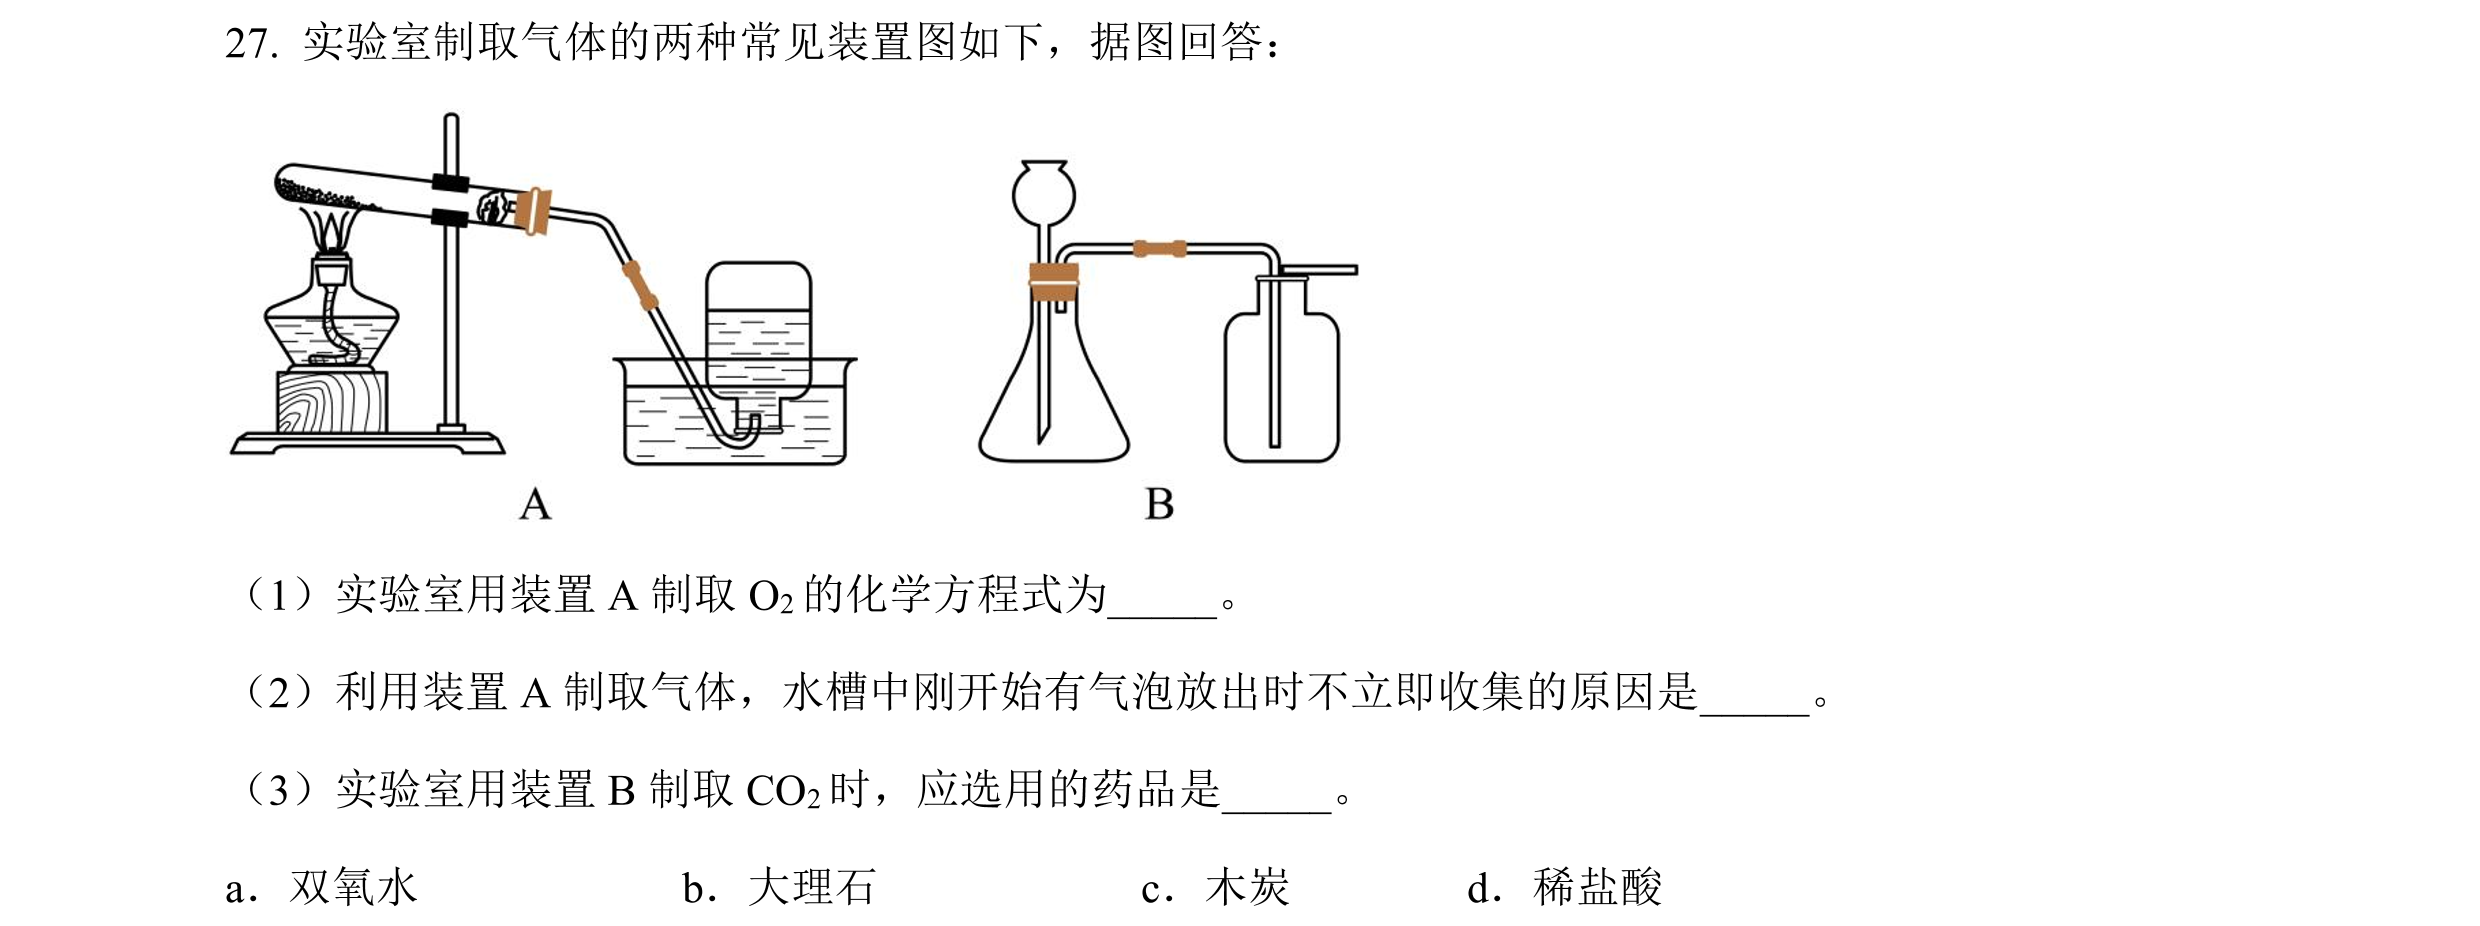 27. 实验室制取气体的两种常见装置图如下，据图回答：
A B
（1）实验室用装置 A 制取 O₂的化学方程式为_____。
（2）利用装置 A 制取气体，水槽中刚开始有气泡放出时不立即收集的原因是_____。
（3）实验室用装置 B 制取 CO₂时，应选用的药品是_____。
a．双氧水 b．大理石 c．木炭 d．稀盐酸